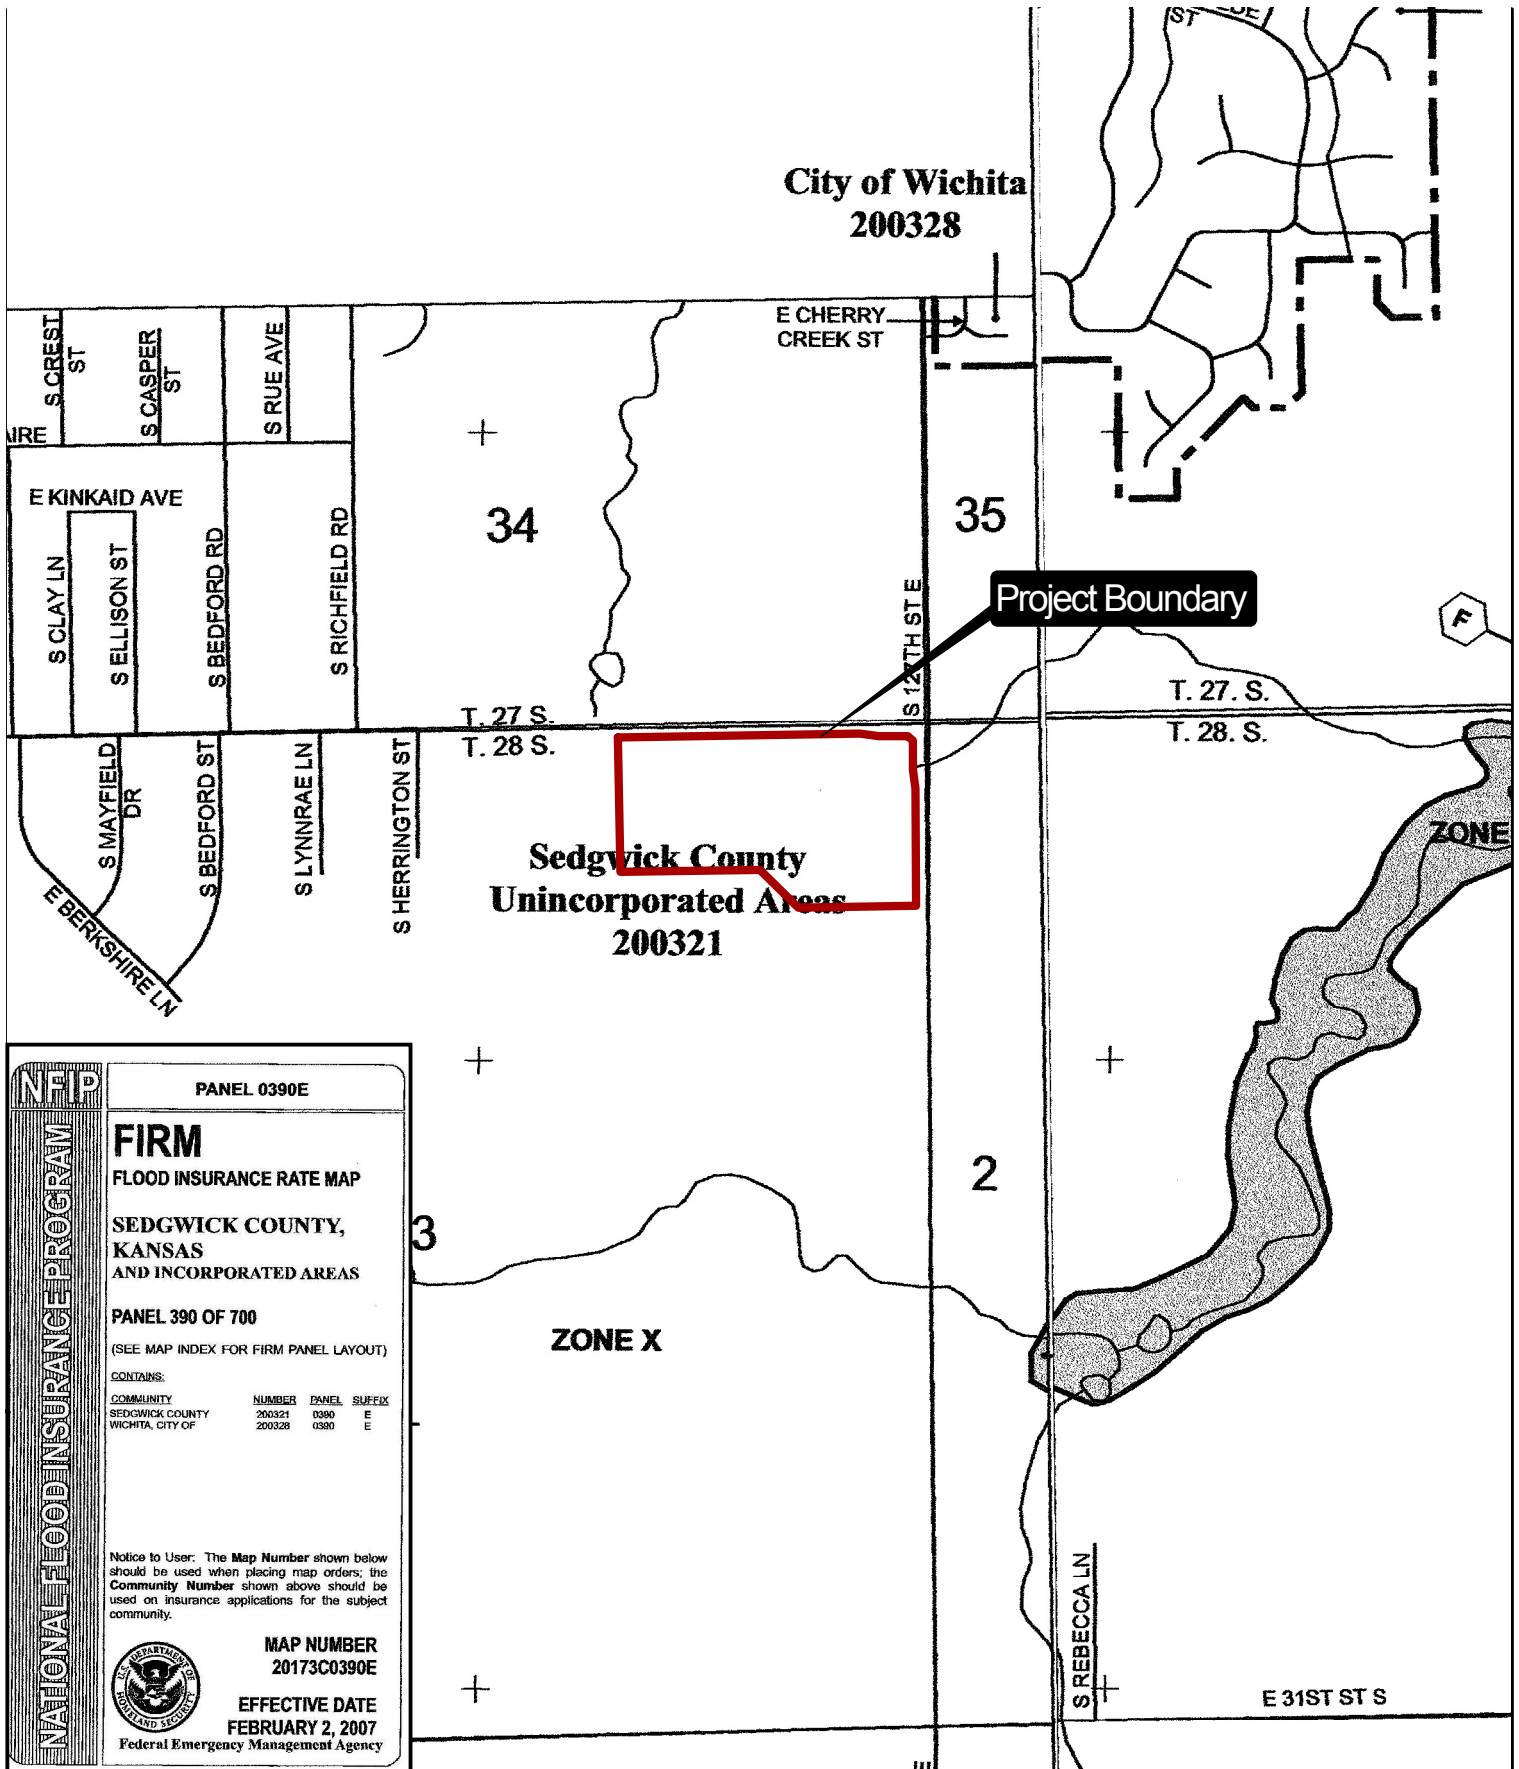 ST
City of Wichita
200328
E CHERRY
CREEK ST
S CREST
ST
S CASPER
ST
S RUE AVE
E KINKAID AVE
34
35
S CLAY LN
S ELLISON ST
S BEDFORD RD
S RICHFIELD RD
S 127TH ST E
Project Boundary
F
T. 27 S.
T. 28 S.
T. 27. S.
T. 28. S.
S MAYFIELD
DR
S BEDFORD ST
S LYNNRAE LN
S HERRINGTON ST
E BERKSHIRE LN
ZONE
Sedgwick County
Unincorporated Areas
200321
2
3
ZONE X
S REBECCA LN
E 31ST ST S
NFIP
NATIONAL FLOOD INSURANCE PROGRAM
PANEL 0390E
FIRM
FLOOD INSURANCE RATE MAP
SEDGWICK COUNTY,
KANSAS
AND INCORPORATED AREAS
PANEL 390 OF 700
(SEE MAP INDEX FOR FIRM PANEL LAYOUT)
CONTAINS:
COMMUNITY NUMBER PANEL SUFFIX
SEDGWICK COUNTY 200321 0390 E
WICHITA, CITY OF 200328 0390 E
Notice to User: The Map Number shown below
should be used when placing map orders; the
Community Number shown above should be
used on insurance applications for the subject
community.
U.S. DEPARTMENT OF
HOMELAND SECURITY
MAP NUMBER
20173C0390E
EFFECTIVE DATE
FEBRUARY 2, 2007
Federal Emergency Management Agency